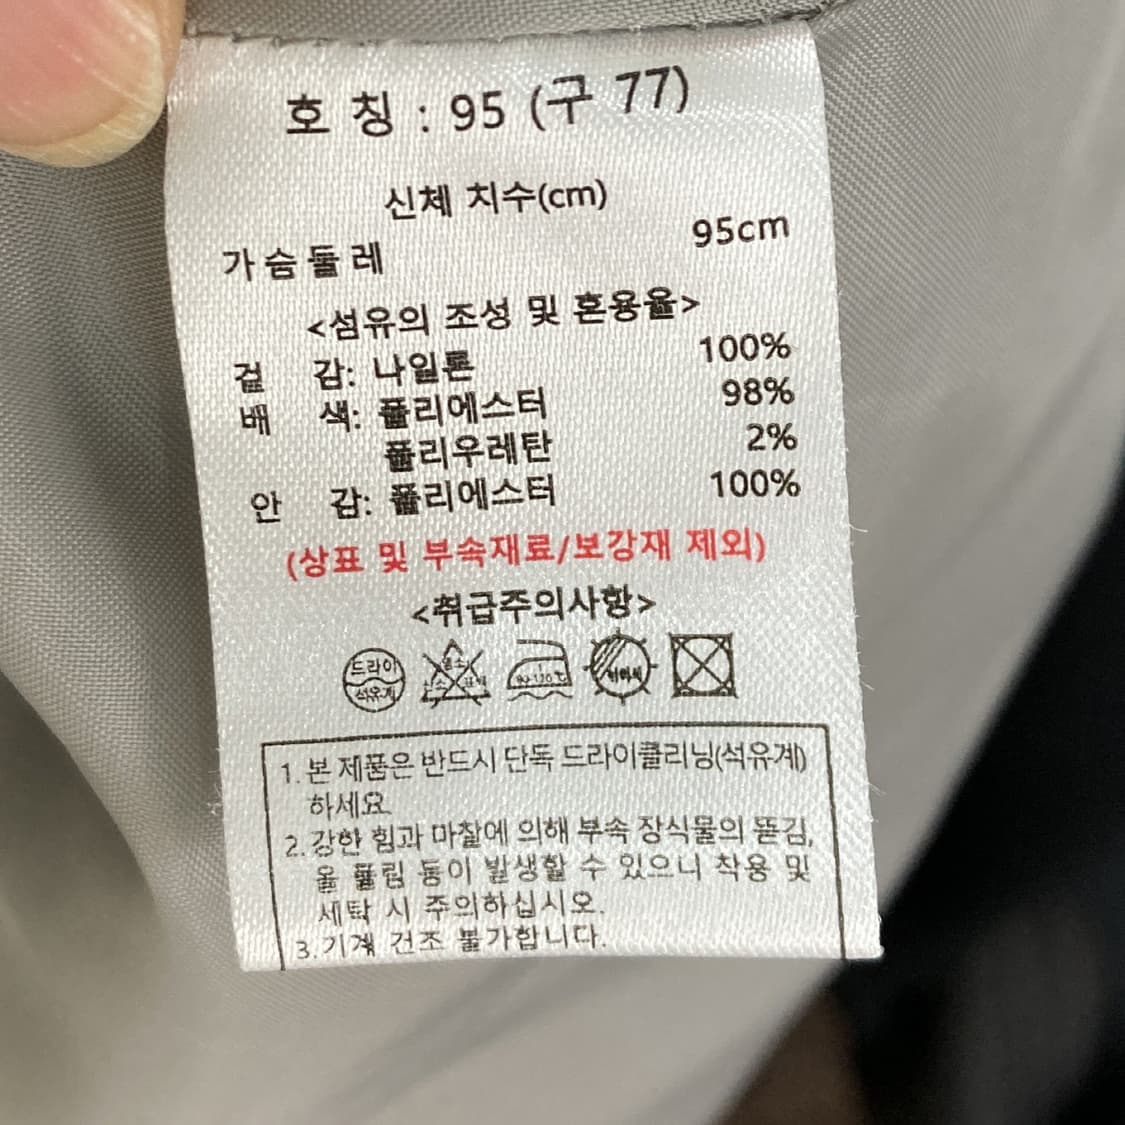 호 칭 : 95 (구 77)
신체 치수(cm)
가슴둘레 95cm
<섬유의 조성 및 혼용율>
겉 감: 나일론 100%
배 색: 폴리에스터 98%
폴리우레탄 2%
안 감: 폴리에스터 100%
(상표 및 부속재료/보강재 제외)
<취급주의사항>
드라이
석유계
1. 본 제품은 반드시 단독 드라이클리닝(석유계)
하세요
2. 강한 힘과 마찰에 의해 부속 장식물의 뜯김,
올 풀림 등이 발생할 수 있으니 착용 및
세탁 시 주의하십시오.
3. 기계 건조 불가합니다.